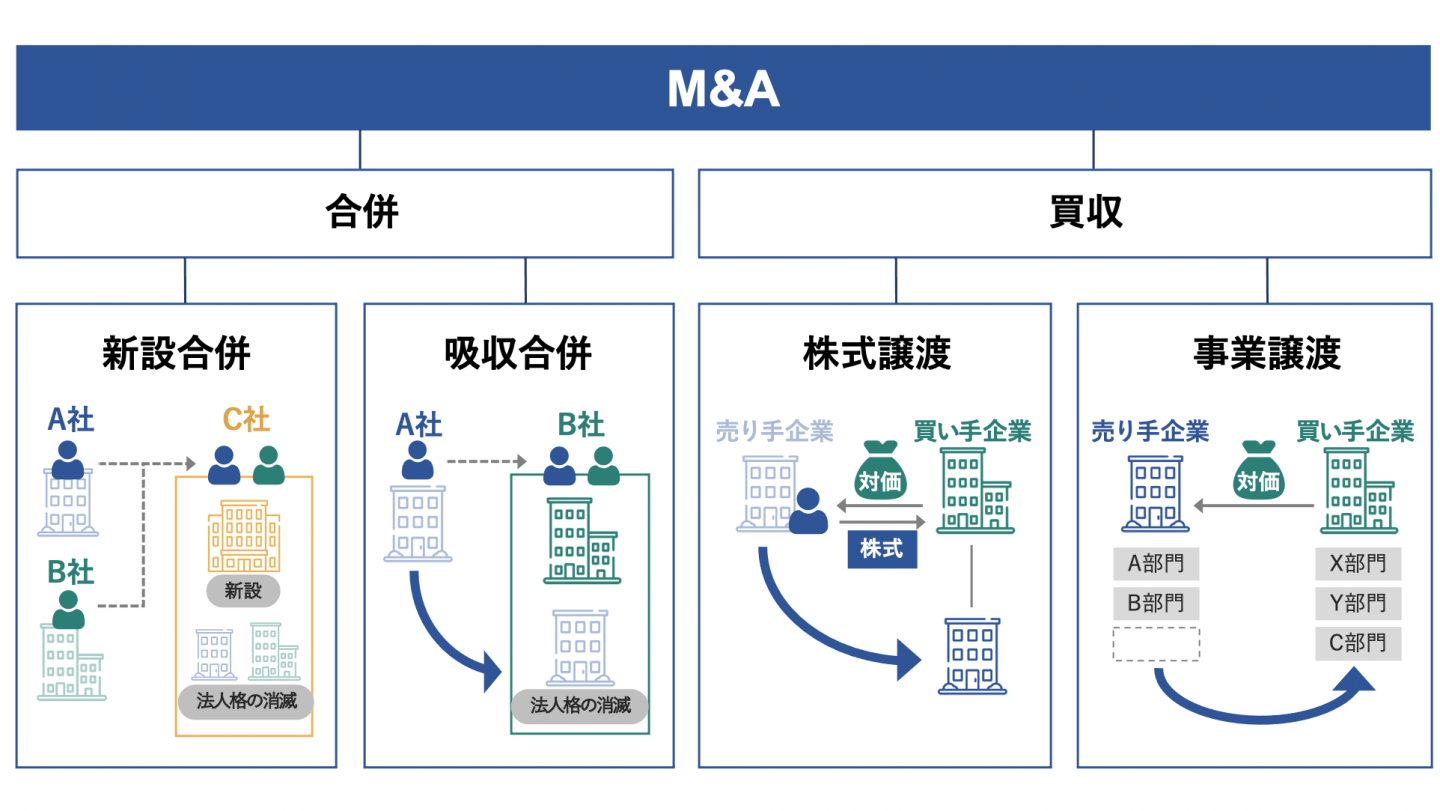 M&A
合併
買収
新設合併
A社
C社
B社
新設
法人格の消滅
吸収合併
A社
B社
法人格の消滅
株式譲渡
売り手企業
買い手企業
対価
株式
事業譲渡
売り手企業
買い手企業
対価
A部門
X部門
B部門
Y部門
C部門